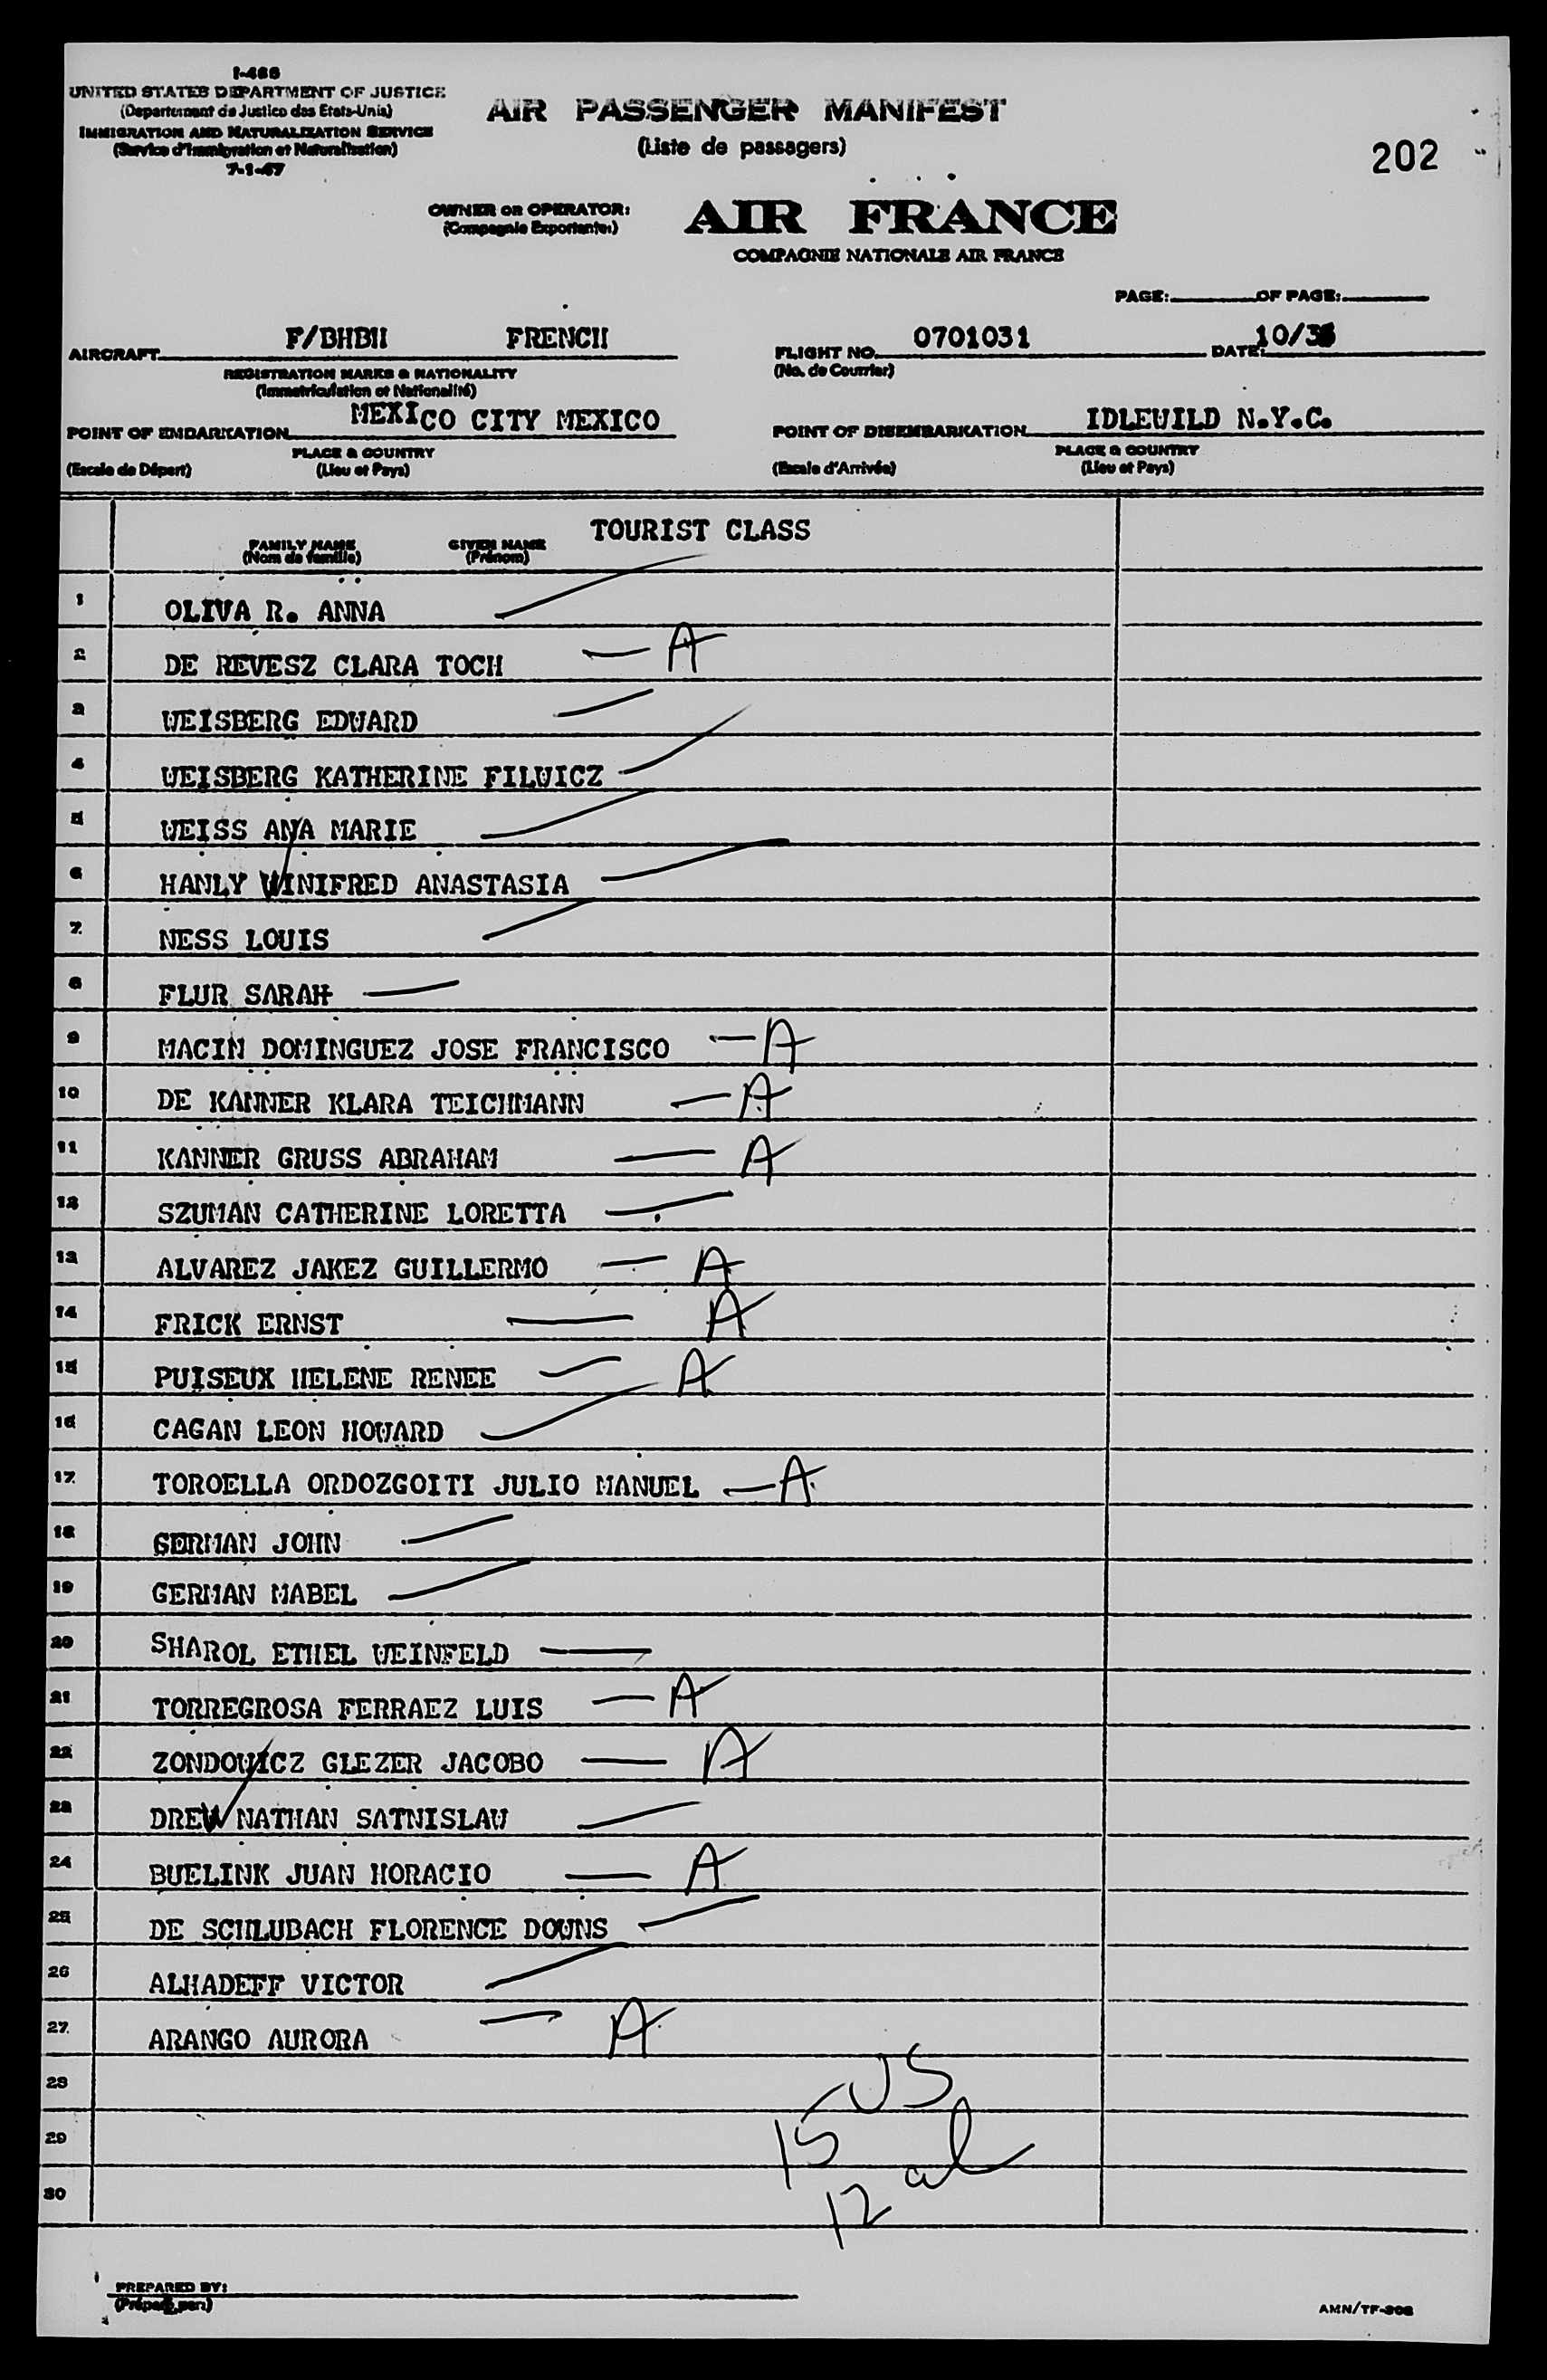 I-466
UNITED STATES DEPARTMENT OF JUSTICE
(Departement de Justice des Etats-Unis)
IMMIGRATION AND NATURALIZATION SERVICE
(Service d'Immigration et Naturalisation)
7-1-47
AIR PASSENGER MANIFEST
(Liste de passagers)
202
OWNER OR OPERATOR: AIR FRANCE
(Compagnie Exportante:)
COMPAGNIE NATIONALE AIR FRANCE
PAGE: OF PAGE:
AIRCRAFT F/BHBH FRENCH FLIGHT NO. 0701031 DATE: 10/3
REGISTRATION MARKS & NATIONALITY (No. de Courrier)
(Immatriculation et Nationalité)
POINT OF EMBARKATION MEXICO CITY MEXICO POINT OF DISEMBARKATION IDLEWILD N.Y.C.
PLACE & COUNTRY PLACE & COUNTRY
(Escale de Départ) (Lieu et Pays) (Escale d'Arrivée) (Lieu et Pays)
TOURIST CLASS
FAMILY NAME GIVEN NAME
(Nom de famille) (Prénom)
1 OLIVA R. ANNA
2 DE REVESZ CLARA TOCH — A
3 WEISBERG EDWARD
4 WEISBERG KATHERINE FILWICZ
5 WEISS ANA MARIE
6 HANLY WINIFRED ANASTASIA
7 NESS LOUIS
8 FLUR SARAH
9 MACIN DOMINGUEZ JOSE FRANCISCO — A
10 DE KANNER KLARA TEICHMANN — A
11 KANNER GRUSS ABRAHAM — A
12 SZUMAN CATHERINE LORETTA
13 ALVAREZ JAKEZ GUILLERMO — A
14 FRICK ERNST — A
15 PUISEUX HELENE RENEE — A
16 CAGAN LEON HOWARD
17 TOROELLA ORDOZGOITI JULIO MANUEL — A
18 GERMAN JOHN
19 GERMAN MABEL
20 SHAROL ETHEL WEINFELD
21 TORREGROSA FERRAEZ LUIS — A
22 ZONDOWICZ GLEZER JACOBO — A
23 DREW NATHAN SATNISLAW
24 BUELINK JUAN HORACIO — A
25 DE SCHLUBACH FLORENCE DOWNS
26 ALHADEFF VICTOR
27 ARANGO AURORA — A
28
29
30
15 US
12 al
PREPARED BY:
(Préparé par:)
AMN/TF-302